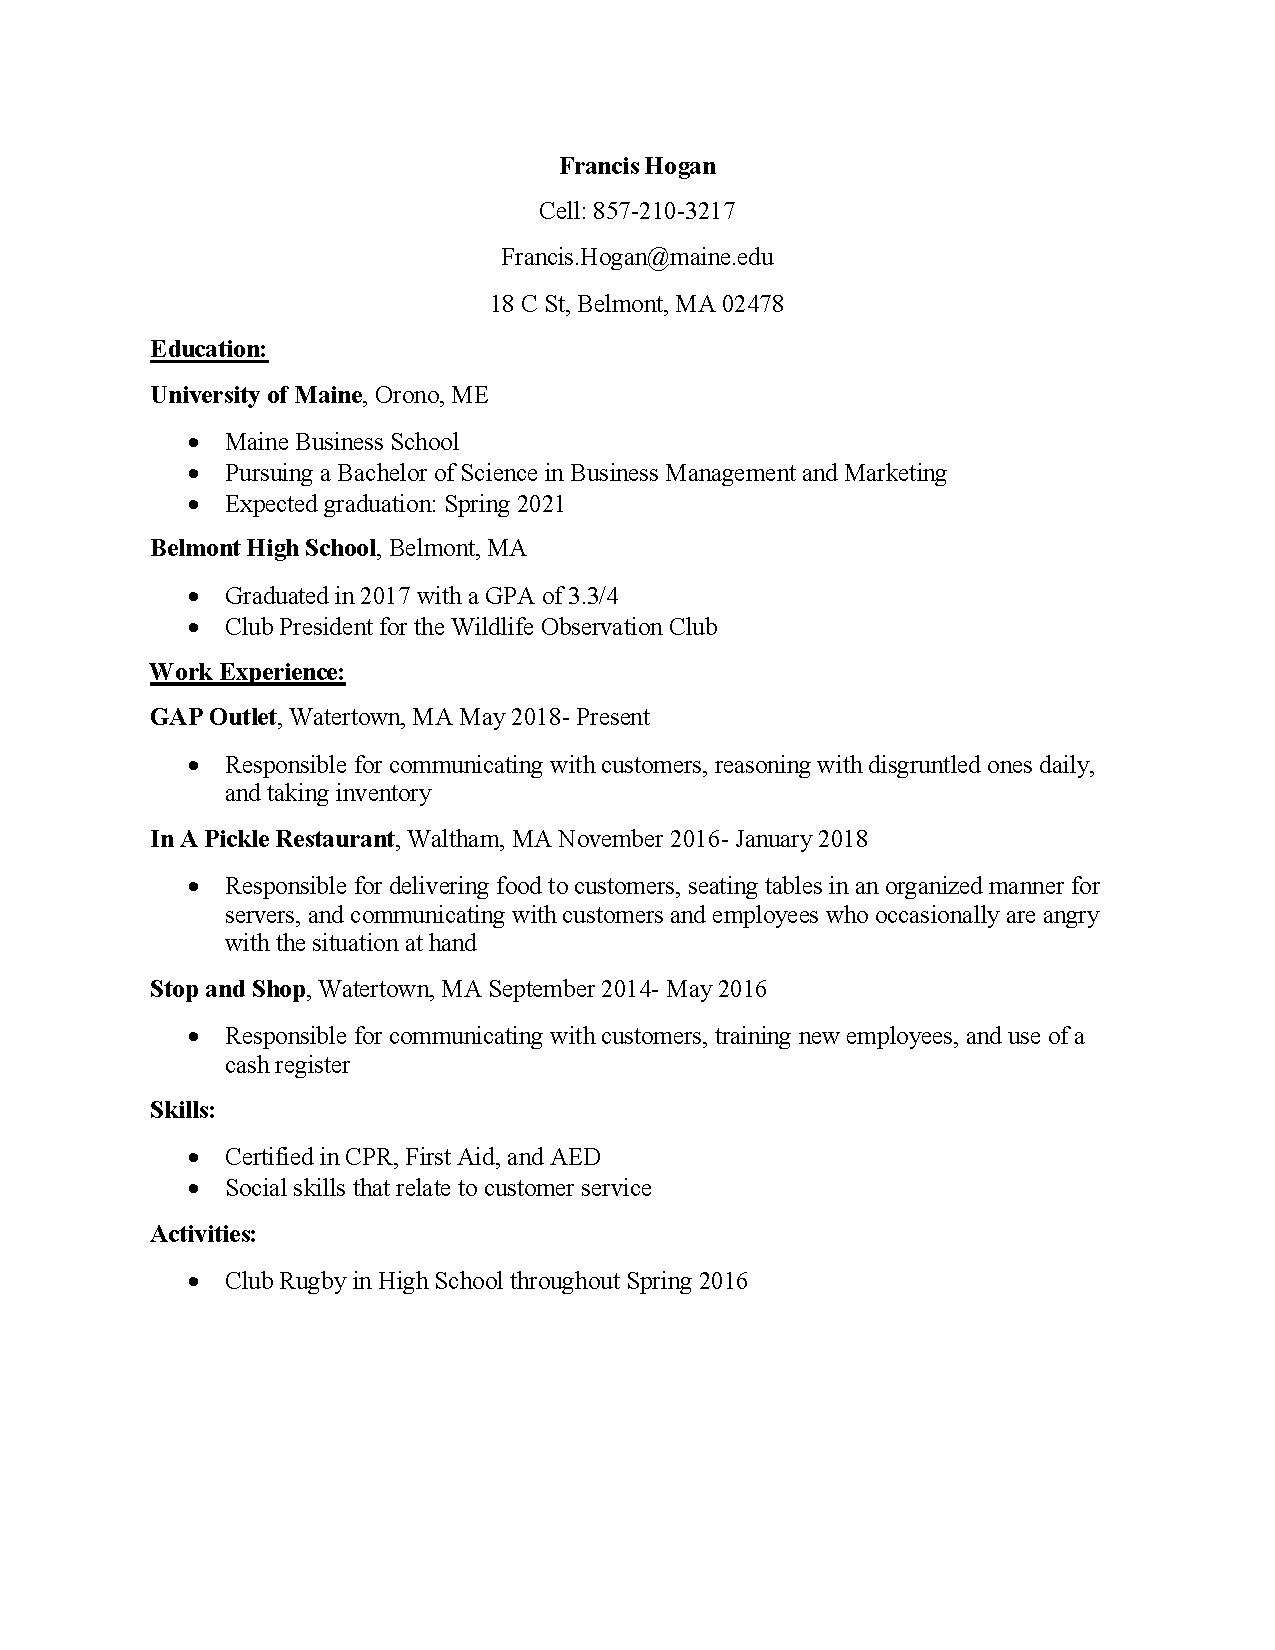 Francis Hogan
Cell: 857-210-3217
Francis.Hogan@maine.edu
18 C St, Belmont, MA 02478
Education:
University of Maine, Orono, ME
• Maine Business School
• Pursuing a Bachelor of Science in Business Management and Marketing
• Expected graduation: Spring 2021
Belmont High School, Belmont, MA
• Graduated in 2017 with a GPA of 3.3/4
• Club President for the Wildlife Observation Club
Work Experience:
GAP Outlet, Watertown, MA May 2018- Present
• Responsible for communicating with customers, reasoning with disgruntled ones daily,
and taking inventory
In A Pickle Restaurant, Waltham, MA November 2016- January 2018
• Responsible for delivering food to customers, seating tables in an organized manner for
servers, and communicating with customers and employees who occasionally are angry
with the situation at hand
Stop and Shop, Watertown, MA September 2014- May 2016
• Responsible for communicating with customers, training new employees, and use of a
cash register
Skills:
• Certified in CPR, First Aid, and AED
• Social skills that relate to customer service
Activities:
• Club Rugby in High School throughout Spring 2016